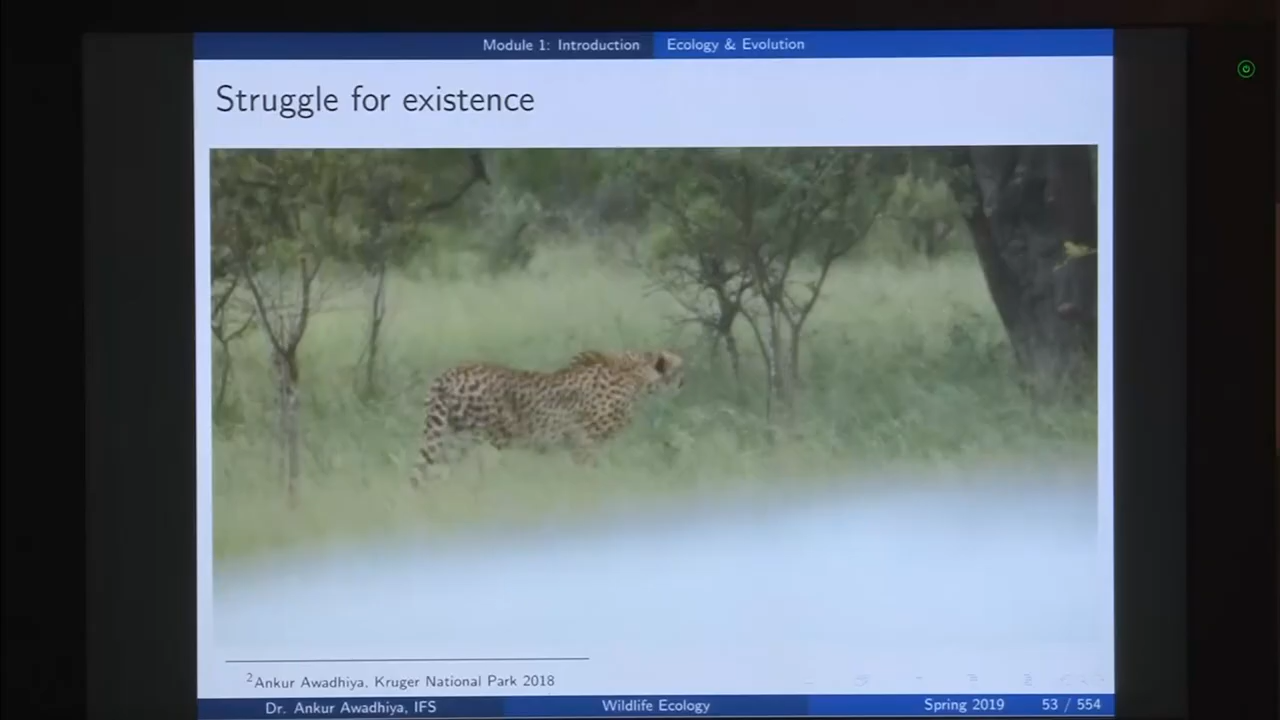 Module 1: Introduction Ecology & Evolution
Struggle for existence
2Ankur Awadhiya, Kruger National Park 2018
Dr. Ankur Awadhiya, IFS Wildlife Ecology Spring 2019 53 / 554